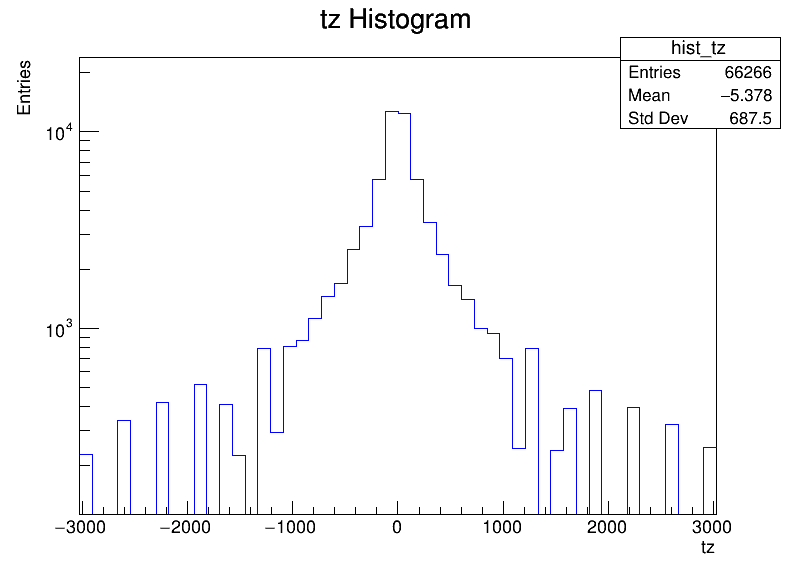 tz Histogram
hist_tz
Entries 66266
Mean −5.378
Std Dev 687.5
Entries
10^4
10^3
−3000 −2000 −1000 0 1000 2000 3000
tz